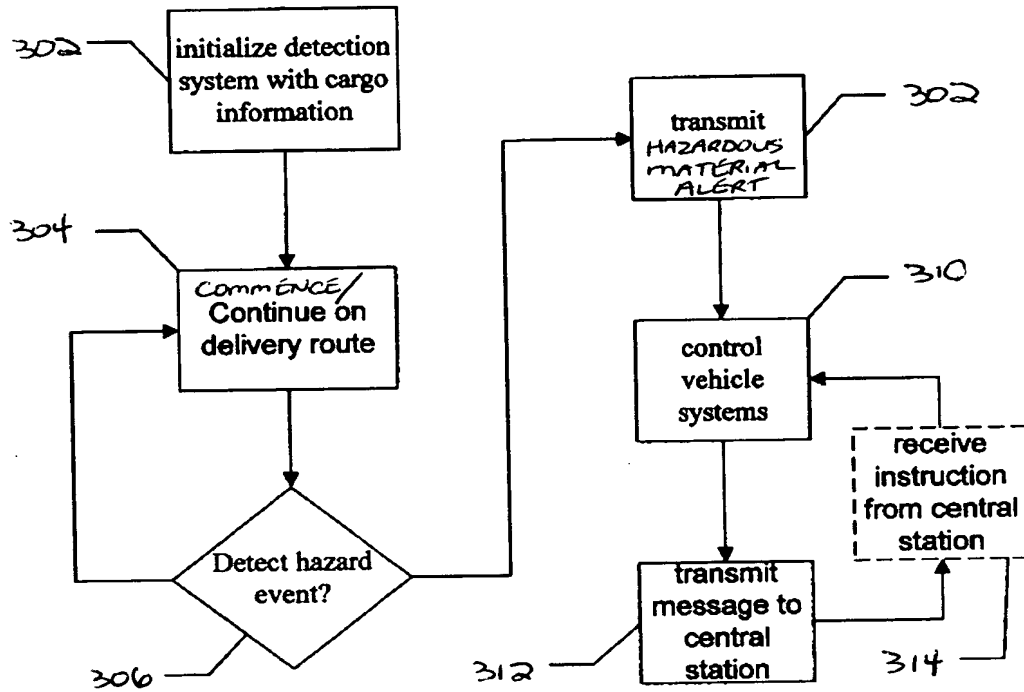 302
initialize detection
system with cargo
information
304
COMMENCE/
Continue on
delivery route
Detect hazard
event?
306
302
transmit
HAZARDOUS
MATERIAL
ALERT
310
control
vehicle
systems
receive
instruction
from central
station
transmit
message to
central
station
312
314